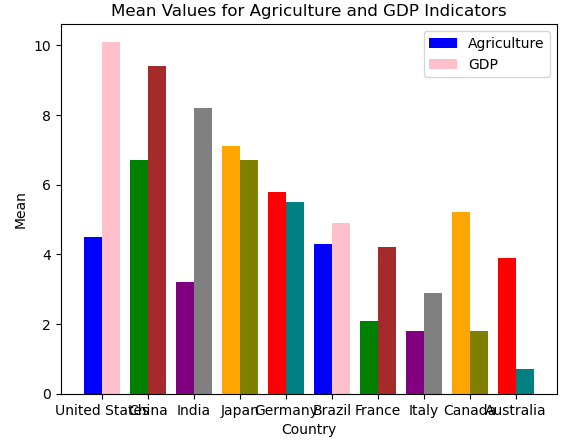 Mean Values for Agriculture and GDP Indicators
Agriculture
GDP
10
8
6
4
2
0
Mean
United States China India Japan Germany Brazil France Italy Canada Australia
Country